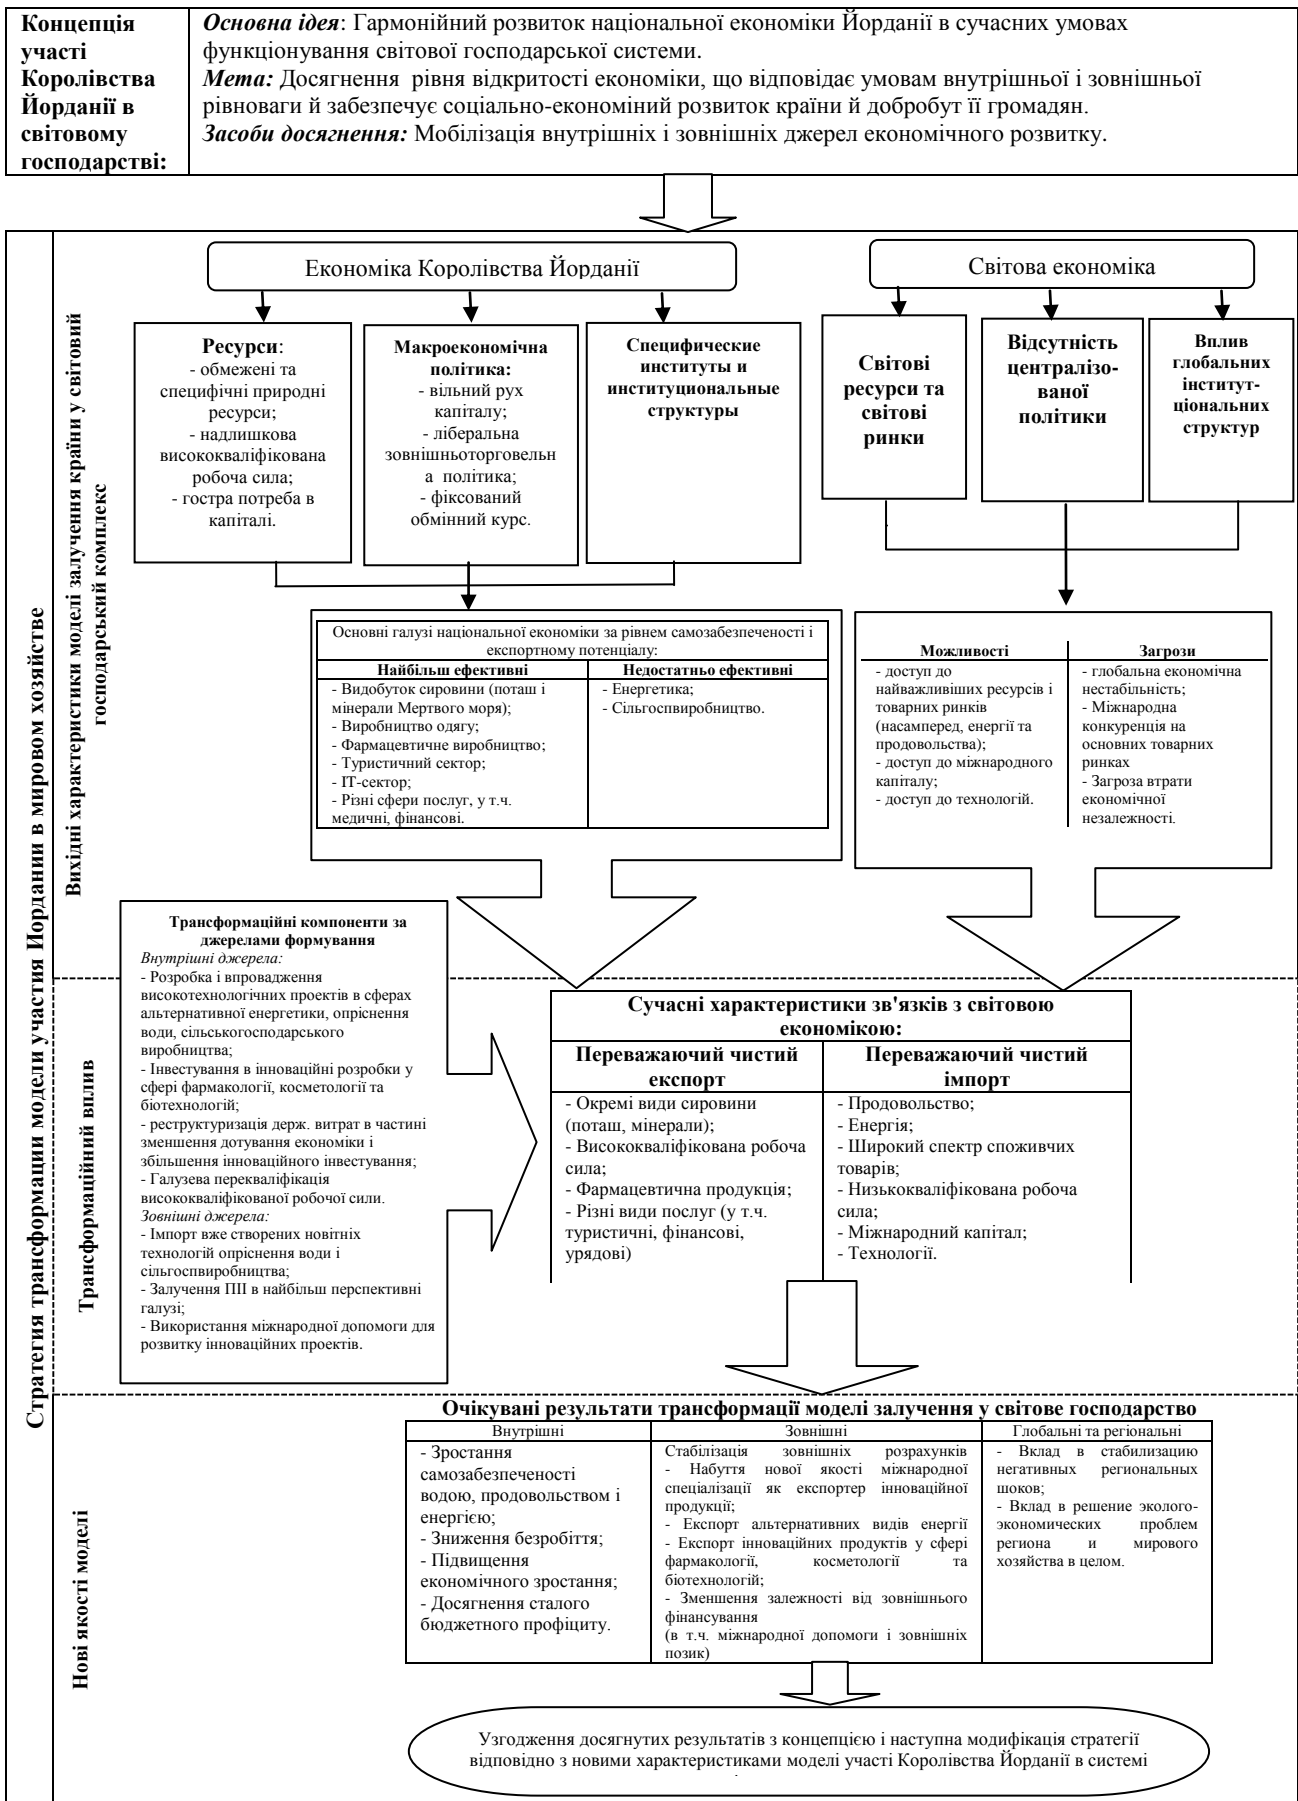 Концепція
участі
Королівства
Йорданії в
світовому
господарстві:
Основна ідея: Гармонійний розвиток національної економіки Йорданії в сучасних умовах
функціонування світової господарської системи.
Мета: Досягнення рівня відкритості економіки, що відповідає умовам внутрішньої і зовнішньої
рівноваги й забезпечує соціально-економіний розвиток країни й добробут її громадян.
Засоби досягнення: Мобілізація внутрішніх і зовнішніх джерел економічного розвитку.
Стратегия трансформации модели участия Иордании в мировом хозяйстве
Вихідні характеристики моделі залучення країни у світовий
господарський комплекс
Економіка Королівства Йорданії
Світова економіка
Ресурси:
- обмежені та
специфічні природні
ресурси;
- надлишкова
висококваліфікована
робоча сила;
- гостра потреба в
капіталі.
Макроекономічна
політика:
- вільний рух
капіталу;
- ліберальна
зовнішньоторговельн
а політика;
- фіксований
обмінний курс.
Специфические
институты и
институциональные
структуры
Світові
ресурси та
світові
ринки
Відсутність
централізо-
ваної
політики
Вплив
глобальних
інститут-
ціональних
структур
Основні галузі національної економіки за рівнем самозабезпеченості і
експортному потенціалу:
Найбільш ефективні
- Видобуток сировини (поташ і
мінерали Мертвого моря);
- Виробництво одягу;
- Фармацевтичне виробництво;
- Туристичний сектор;
- ІТ-сектор;
- Різні сфери послуг, у т.ч.
медичні, фінансові.
Недостатньо ефективні
- Енергетика;
- Сільгоспвиробництво.
Можливості
- доступ до
найважливіших ресурсів і
товарних ринків
(насамперед, енергії та
продовольства);
- доступ до міжнародного
капіталу;
- доступ до технологій.
Загрози
- глобальна економічна
нестабільність;
- Міжнародна
конкуренція на
основних товарних
ринках
- Загроза втрати
економічної
незалежності.
Трансформаційний вплив
Трансформаційні компоненти за
джерелами формування
Внутрішні джерела:
- Розробка і впровадження
високотехнологічних проектів в сферах
альтернативної енергетики, опріснення
води, сільськогосподарського
виробництва;
- Інвестування в інноваційні розробки у
сфері фармакології, косметології та
біотехнологій;
- реструктуризація держ. витрат в частині
зменшення дотування економіки і
збільшення інноваційного інвестування;
- Галузева перекваліфікація
висококваліфікованої робочої сили.
Зовнішні джерела:
- Імпорт вже створених новітніх
технологій опріснення води і
сільгоспвиробництва;
- Залучення ПІІ в найбільш перспективні
галузі;
- Використання міжнародної допомоги для
розвитку інноваційних проектів.
Сучасні характеристики зв'язків з світовою
економікою:
Переважаючий чистий
експорт
- Окремі види сировини
(поташ, мінерали);
- Висококваліфікована робоча
сила;
- Фармацевтична продукція;
- Різні види послуг (у т.ч.
туристичні, фінансові,
урядові)
Переважаючий чистий
імпорт
- Продовольство;
- Енергія;
- Широкий спектр споживчих
товарів;
- Низькокваліфікована робоча
сила;
- Міжнародний капітал;
- Технології.
Нові якості моделі
Очікувані результати трансформації моделі залучення у світове господарство
Внутрішні
- Зростання
самозабезпеченості
водою, продовольством і
енергією;
- Зниження безробіття;
- Підвищення
економічного зростання;
- Досягнення сталого
бюджетного профіциту.
Зовнішні
Стабілізація зовнішніх розрахунків
- Набуття нової якості міжнародної
спеціалізації як експортер інноваційної
продукції;
- Експорт альтернативних видів енергії
- Експорт інноваційних продуктів у сфері
фармакології, косметології та
біотехнологій;
- Зменшення залежності від зовнішнього
фінансування
(в т.ч. міжнародної допомоги і зовнішніх
позик)
Глобальні та регіональні
- Вклад в стабилизацию
негативных региональных
шоков;
- Вклад в решение эколого-
экономических проблем
региона и мирового
хозяйства в целом.
Узгодження досягнутих результатів з концепцією і наступна модифікація стратегії
відповідно з новими характеристиками моделі участі Королівства Йорданії в системі